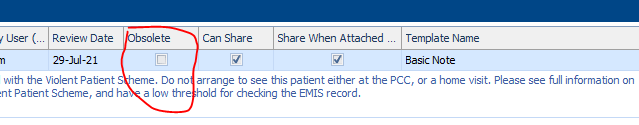 y User (... Review Date Obsolete Can Share Share When Attached ... Template Name
m 29-Jul-21 Basic Note
d with the Violent Patient Scheme. Do not arrange to see this patient either at the PCC, or a home visit. Please see full information on
ent Patient Scheme, and have a low threshold for checking the EMIS record.